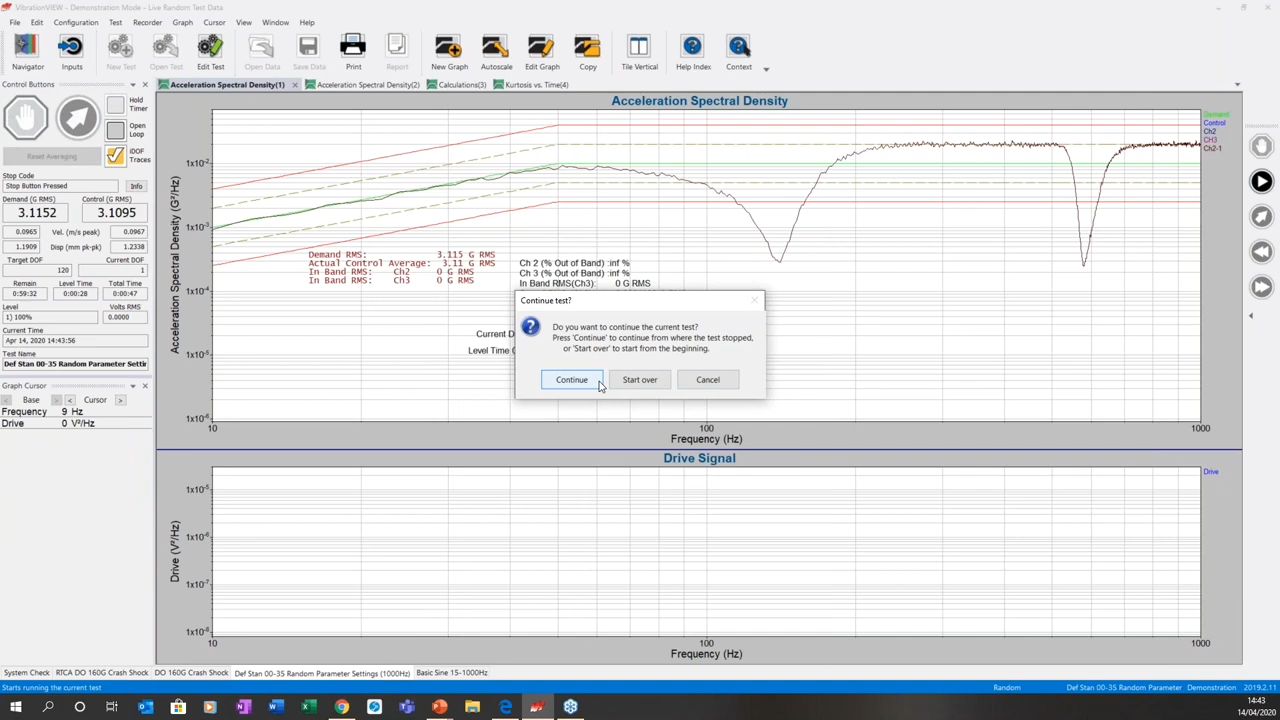 VibrationVIEW - Demonstration Mode - Live Random Test Data
File Edit Configuration Test Recorder Graph Cursor View Window Help
Navigator Inputs New Test Open Test Edit Test Open Data Save Data Print Report New Graph Autoscale Edit Graph Copy Tile Vertical Help Index Context
Control Buttons
Acceleration Spectral Density(1) Acceleration Spectral Density(2) Calculations(3) Kurtosis vs. Time(4)
Hold
Timer
Open
Loop
Reset Averaging
iDOF
Traces
Stop Code
Stop Button Pressed Info
Demand (G RMS) Control (G RMS)
3.1152 3.1095
0.0965 Vel. (m/s peak) 0.0967
1.1909 Disp (mm pk-pk) 1.2338
Target DOF Current DOF
120 1
Remain Level Time Total Time
0:59:32 0:00:28 0:00:47
Level Volts RMS
1) 100% 0.0000
Current Time
Apr 14, 2020 14:43:56
Test Name
Def Stan 00-35 Random Parameter Settin
Graph Cursor
< Base > < Cursor >
Frequency 9 Hz
Drive 0 V²/Hz
Acceleration Spectral Density
Demand
Control
Ch2
CH3
Ch2-1
Acceleration Spectral Density (G²/Hz)
1x10-2
1x10-3
1x10-4
1x10-5
1x10-6
Demand RMS: 3.115 G RMS
Actual Control Average: 3.11 G RMS
In Band RMS: Ch2 0 G RMS
In Band RMS: Ch3 0 G RMS
Ch 2 (% Out of Band) :inf %
Ch 3 (% Out of Band) :inf %
In Band RMS(Ch3): 0 G RMS
Current D
Level Time
Continue test?
Do you want to continue the current test?
Press 'Continue' to continue from where the test stopped,
or 'Start over' to start from the beginning.
Continue Start over Cancel
10 100 1000
Frequency (Hz)
Drive Signal
Drive
Drive (V²/Hz)
1x10-5
1x10-6
1x10-7
1x10-8
10 100 1000
Frequency (Hz)
System Check RTCA DO 160G Crash Shock DO 160G Crash Shock Def Stan 00-35 Random Parameter Settings (1000Hz) Basic Sine 15-1000Hz
Starts running the current test Random Def Stan 00-35 Random Parameter Demonstration 2019.2.11
14:43
14/04/2020